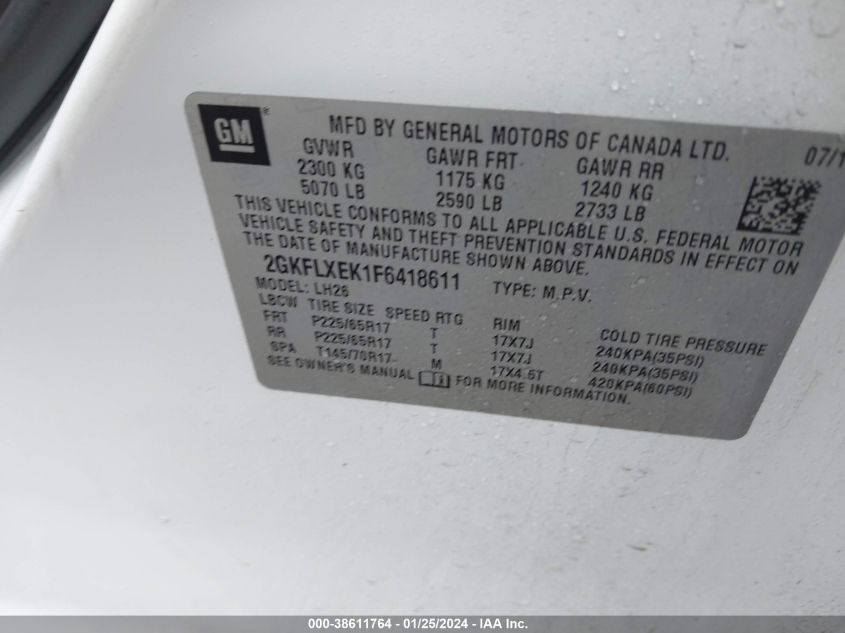 GM ®
MFD BY GENERAL MOTORS OF CANADA LTD. 07/1
GVWR GAWR FRT GAWR RR
2300 KG 1175 KG 1240 KG
5070 LB 2590 LB 2733 LB
THIS VEHICLE CONFORMS TO ALL APPLICABLE U.S. FEDERAL MOTOR
VEHICLE SAFETY AND THEFT PREVENTION STANDARDS IN EFFECT ON
THE DATE OF MANUFACTURE SHOWN ABOVE.
2GKFLXEK1F6418611 TYPE: M.P.V.
MODEL: LH26
LBCW TIRE SIZE SPEED RTG RIM COLD TIRE PRESSURE
FRT P225/65R17 T 17X7J 240KPA(35PSI)
RR P225/65R17 T 17X7J 240KPA(35PSI)
SPA T145/70R17 M 17X4.5T 420KPA(60PSI)
SEE OWNER'S MANUAL FOR MORE INFORMATION.
000-38611764 - 01/25/2024 - IAA Inc.